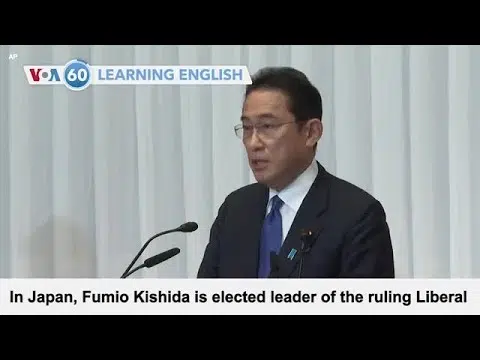 AP
VOA 60 LEARNING ENGLISH
In Japan, Fumio Kishida is elected leader of the ruling Liberal